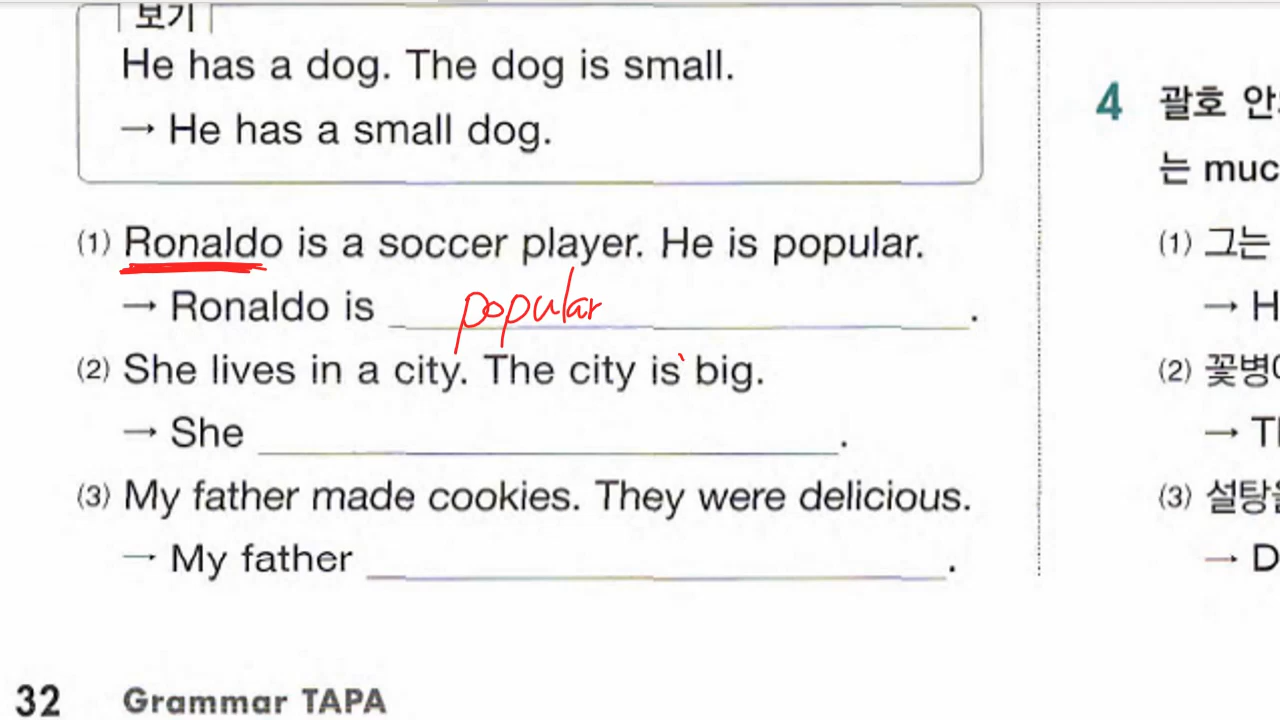 보기
He has a dog. The dog is small.
→ He has a small dog.
(1) Ronaldo is a soccer player. He is popular.
→ Ronaldo is popular .
(2) She lives in a city. The city is big.
→ She .
(3) My father made cookies. They were delicious.
→ My father .
32 Grammar TAPA
4 괄호 안
는 muc
(1) 그는
→ H
(2) 꽃병
→ T
(3) 설탕을
→ D